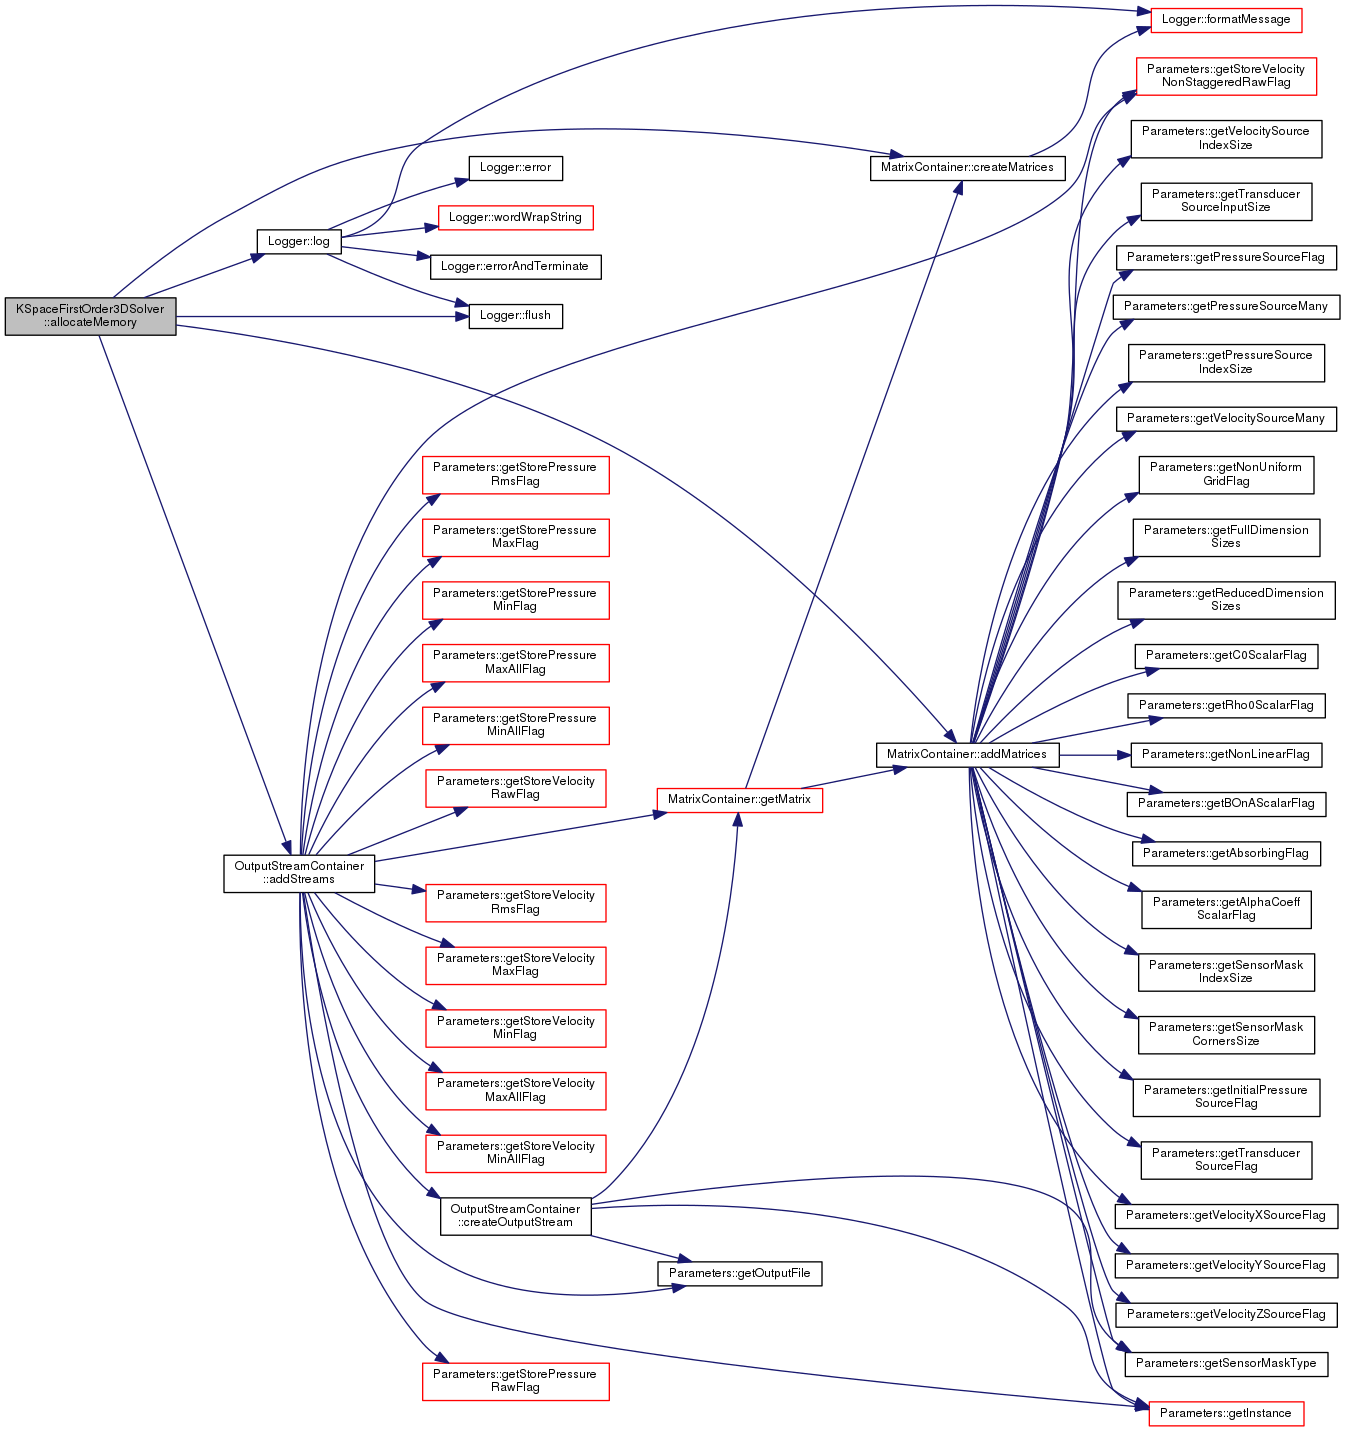 KSpaceFirstOrder3DSolver
::allocateMemory
Logger::log
Logger::error
Logger::wordWrapString
Logger::errorAndTerminate
Logger::flush
OutputStreamContainer
::addStreams
Parameters::getStorePressure
RmsFlag
Parameters::getStorePressure
MaxFlag
Parameters::getStorePressure
MinFlag
Parameters::getStorePressure
MaxAllFlag
Parameters::getStorePressure
MinAllFlag
Parameters::getStoreVelocity
RawFlag
Parameters::getStoreVelocity
RmsFlag
Parameters::getStoreVelocity
MaxFlag
Parameters::getStoreVelocity
MinFlag
Parameters::getStoreVelocity
MaxAllFlag
Parameters::getStoreVelocity
MinAllFlag
OutputStreamContainer
::createOutputStream
Parameters::getStorePressure
RawFlag
MatrixContainer::getMatrix
Parameters::getOutputFile
MatrixContainer::createMatrices
MatrixContainer::addMatrices
Logger::formatMessage
Parameters::getStoreVelocity
NonStaggeredRawFlag
Parameters::getVelocitySource
IndexSize
Parameters::getTransducer
SourceInputSize
Parameters::getPressureSourceFlag
Parameters::getPressureSourceMany
Parameters::getPressureSource
IndexSize
Parameters::getVelocitySourceMany
Parameters::getNonUniform
GridFlag
Parameters::getFullDimension
Sizes
Parameters::getReducedDimension
Sizes
Parameters::getC0ScalarFlag
Parameters::getRho0ScalarFlag
Parameters::getNonLinearFlag
Parameters::getBOnAScalarFlag
Parameters::getAbsorbingFlag
Parameters::getAlphaCoeff
ScalarFlag
Parameters::getSensorMask
IndexSize
Parameters::getSensorMask
CornersSize
Parameters::getInitialPressure
SourceFlag
Parameters::getTransducer
SourceFlag
Parameters::getVelocityXSourceFlag
Parameters::getVelocityYSourceFlag
Parameters::getVelocityZSourceFlag
Parameters::getSensorMaskType
Parameters::getInstance